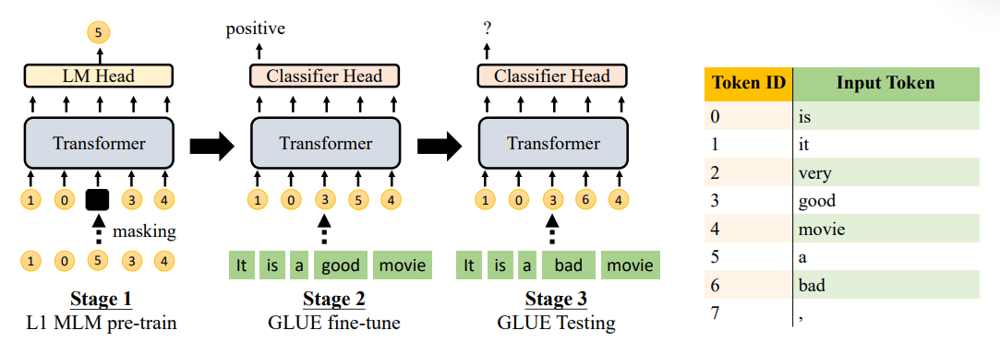 5
LM Head
Transformer
1 0 3 4
masking
1 0 5 3 4
Stage 1
L1 MLM pre-train
positive
Classifier Head
Transformer
1 0 3 5 4
It is a good movie
Stage 2
GLUE fine-tune
?
Classifier Head
Transformer
1 0 3 6 4
It is a bad movie
Stage 3
GLUE Testing
Token ID Input Token
0 is
1 it
2 very
3 good
4 movie
5 a
6 bad
7 ,